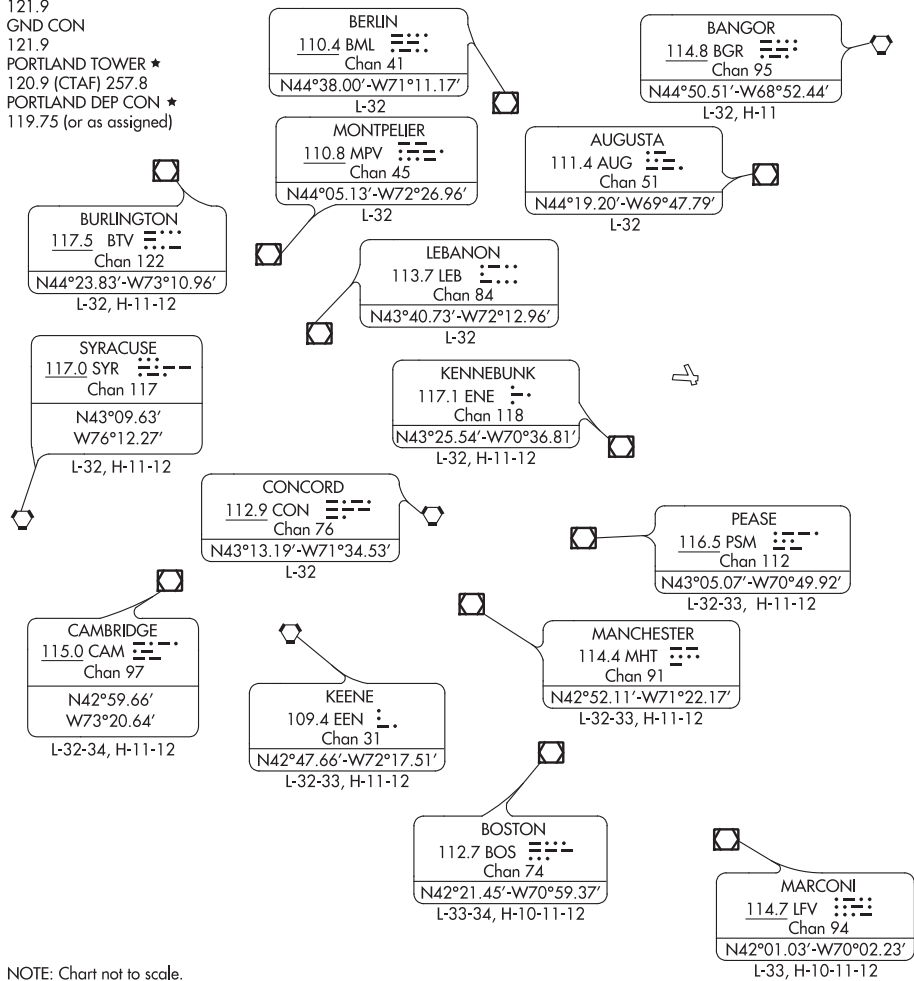 121.9
GND CON
121.9
PORTLAND TOWER ★
120.9 (CTAF) 257.8
PORTLAND DEP CON ★
119.75 (or as assigned)
BERLIN
110.4 BML
Chan 41
N44°38.00′-W71°11.17′
L-32
BANGOR
114.8 BGR
Chan 95
N44°50.51′-W68°52.44′
L-32, H-11
MONTPELIER
110.8 MPV
Chan 45
N44°05.13′-W72°26.96′
L-32
AUGUSTA
111.4 AUG
Chan 51
N44°19.20′-W69°47.79′
L-32
BURLINGTON
117.5 BTV
Chan 122
N44°23.83′-W73°10.96′
L-32, H-11-12
LEBANON
113.7 LEB
Chan 84
N43°40.73′-W72°12.96′
L-32
SYRACUSE
117.0 SYR
Chan 117
N43°09.63′
W76°12.27′
L-32, H-11-12
KENNEBUNK
117.1 ENE
Chan 118
N43°25.54′-W70°36.81′
L-32, H-11-12
CONCORD
112.9 CON
Chan 76
N43°13.19′-W71°34.53′
L-32
PEASE
116.5 PSM
Chan 112
N43°05.07′-W70°49.92′
L-32-33, H-11-12
CAMBRIDGE
115.0 CAM
Chan 97
N42°59.66′
W73°20.64′
L-32-34, H-11-12
MANCHESTER
114.4 MHT
Chan 91
N42°52.11′-W71°22.17′
L-32-33, H-11-12
KEENE
109.4 EEN
Chan 31
N42°47.66′-W72°17.51′
L-32-33, H-11-12
BOSTON
112.7 BOS
Chan 74
N42°21.45′-W70°59.37′
L-33-34, H-10-11-12
MARCONI
114.7 LFV
Chan 94
N42°01.03′-W70°02.23′
L-33, H-10-11-12
NOTE: Chart not to scale.